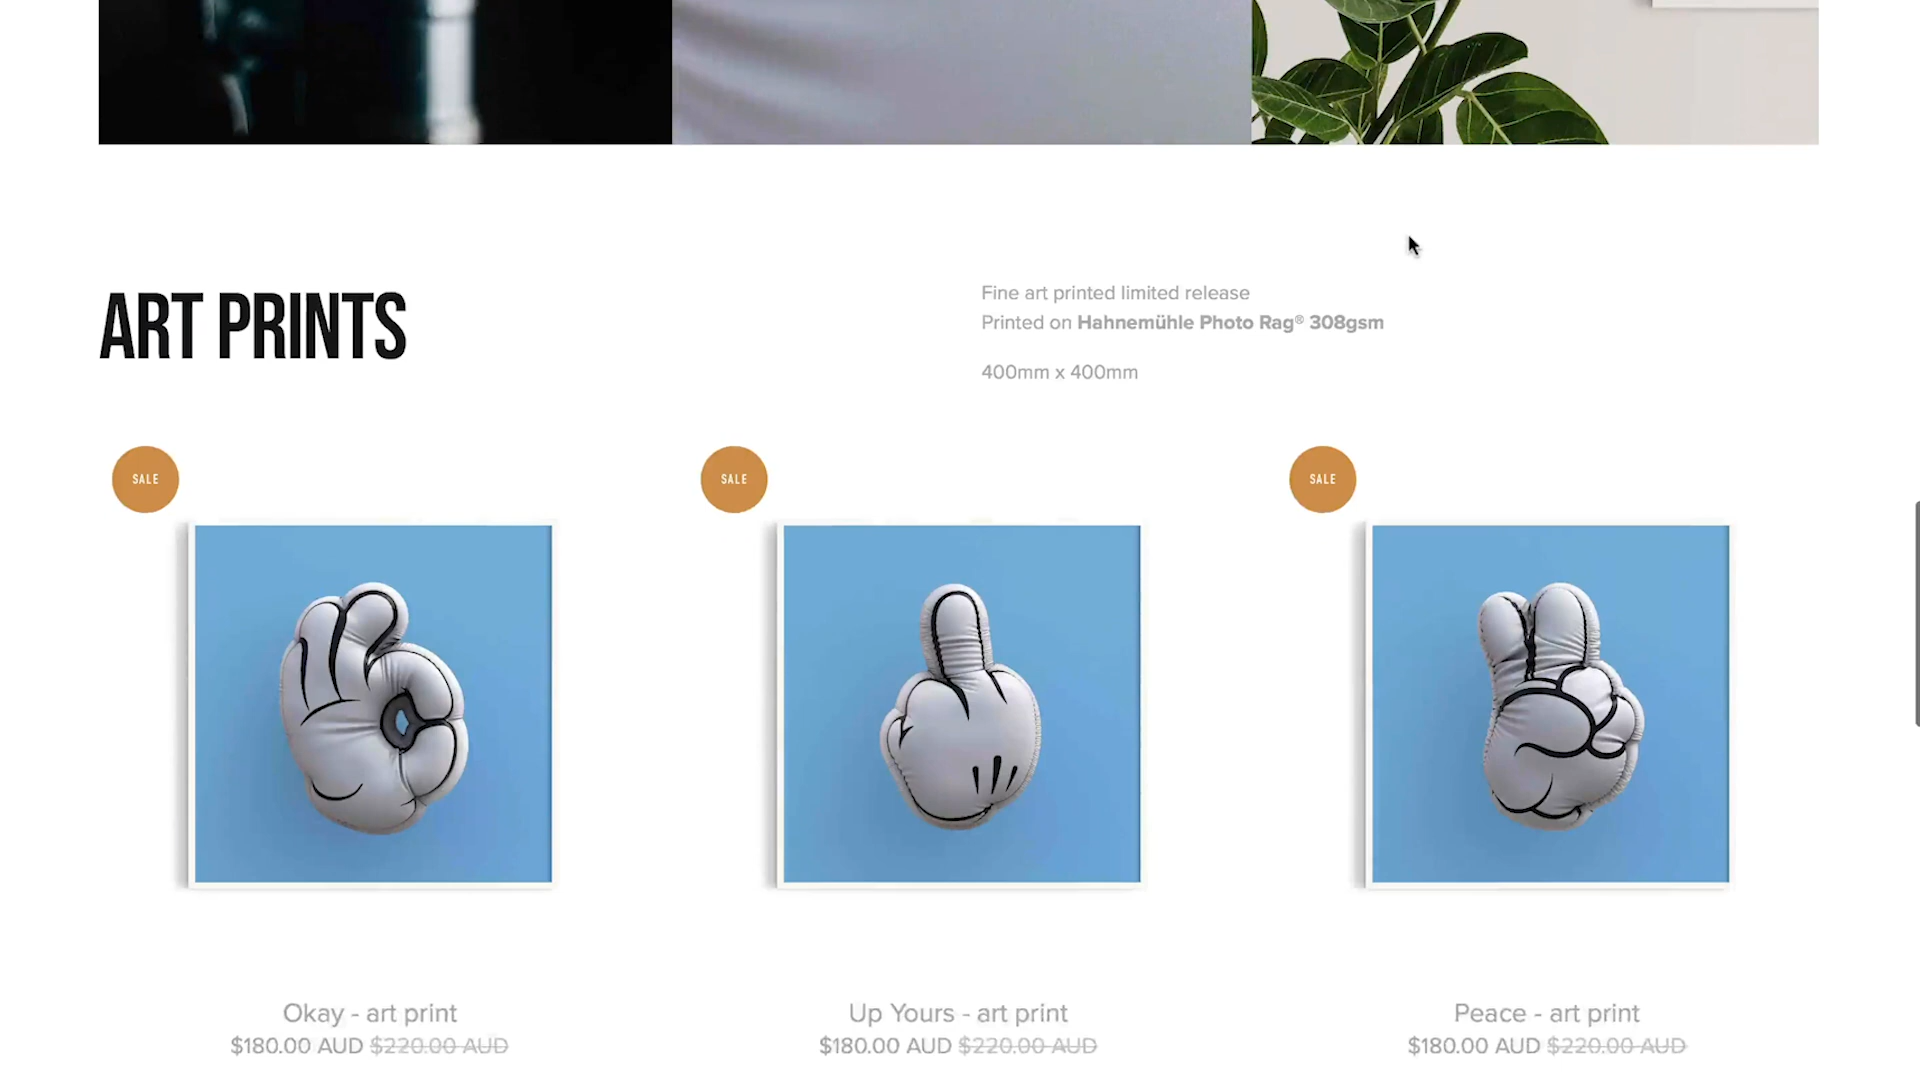 ART PRINTS
Fine art printed limited release
Printed on Hahnemühle Photo Rag® 308gsm
400mm x 400mm
SALE
SALE
SALE
Okay - art print
$180.00 AUD $220.00 AUD
Up Yours - art print
$180.00 AUD $220.00 AUD
Peace - art print
$180.00 AUD $220.00 AUD